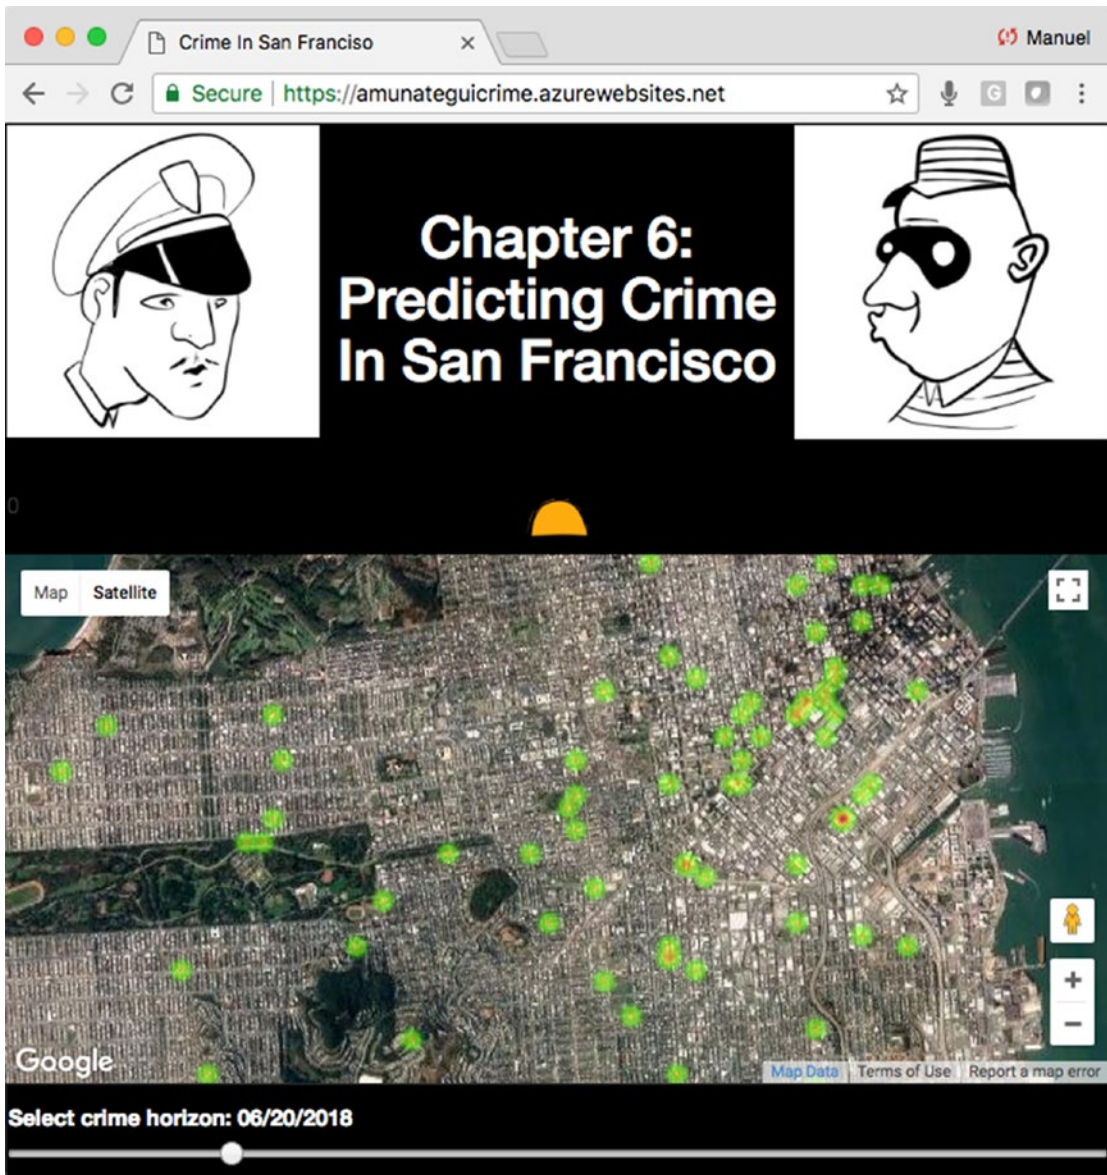 Crime In San Franciso
Manuel
Secure https://amunateguicrime.azurewebsites.net
G
Chapter 6:
Predicting Crime
In San Francisco
0
Map Satellite
Google
Map Data Terms of Use Report a map error
Select crime horizon: 06/20/2018